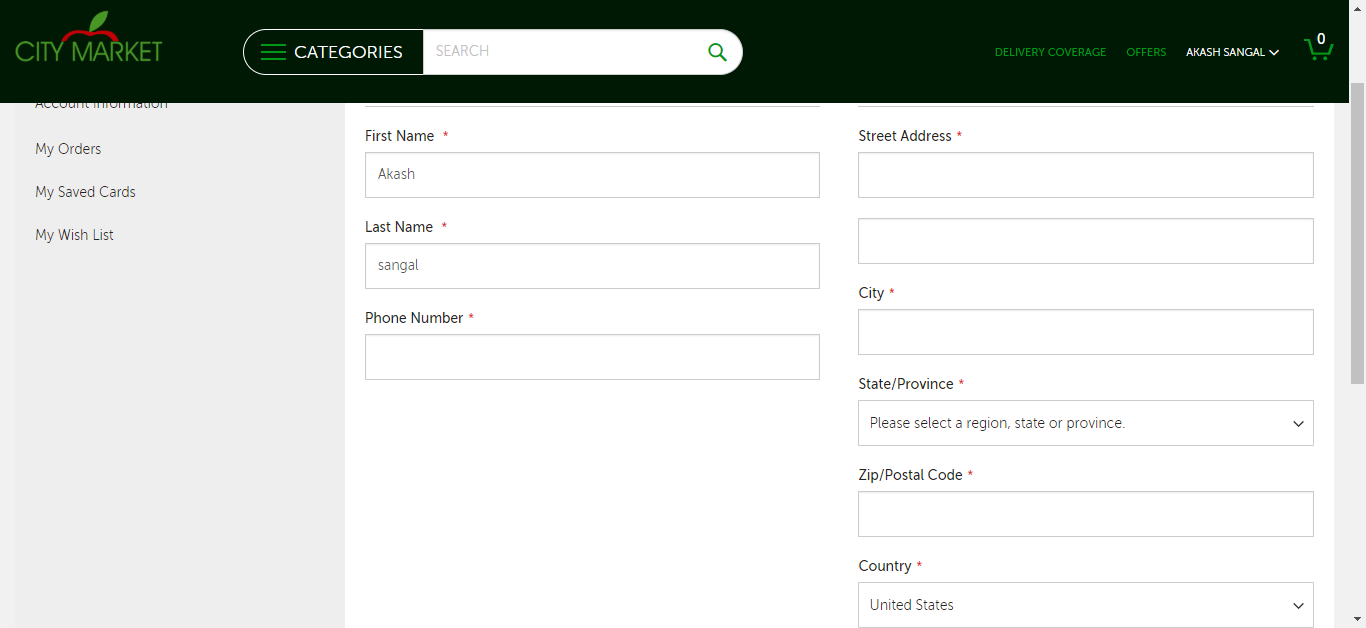 CITY MARKET
CATEGORIES
SEARCH
DELIVERY COVERAGE
OFFERS
AKASH SANGAL
0
Account Information
My Orders
My Saved Cards
My Wish List
First Name *
Akash
Last Name *
sangal
Phone Number *
Street Address *
City *
State/Province *
Please select a region, state or province.
Zip/Postal Code *
Country *
United States